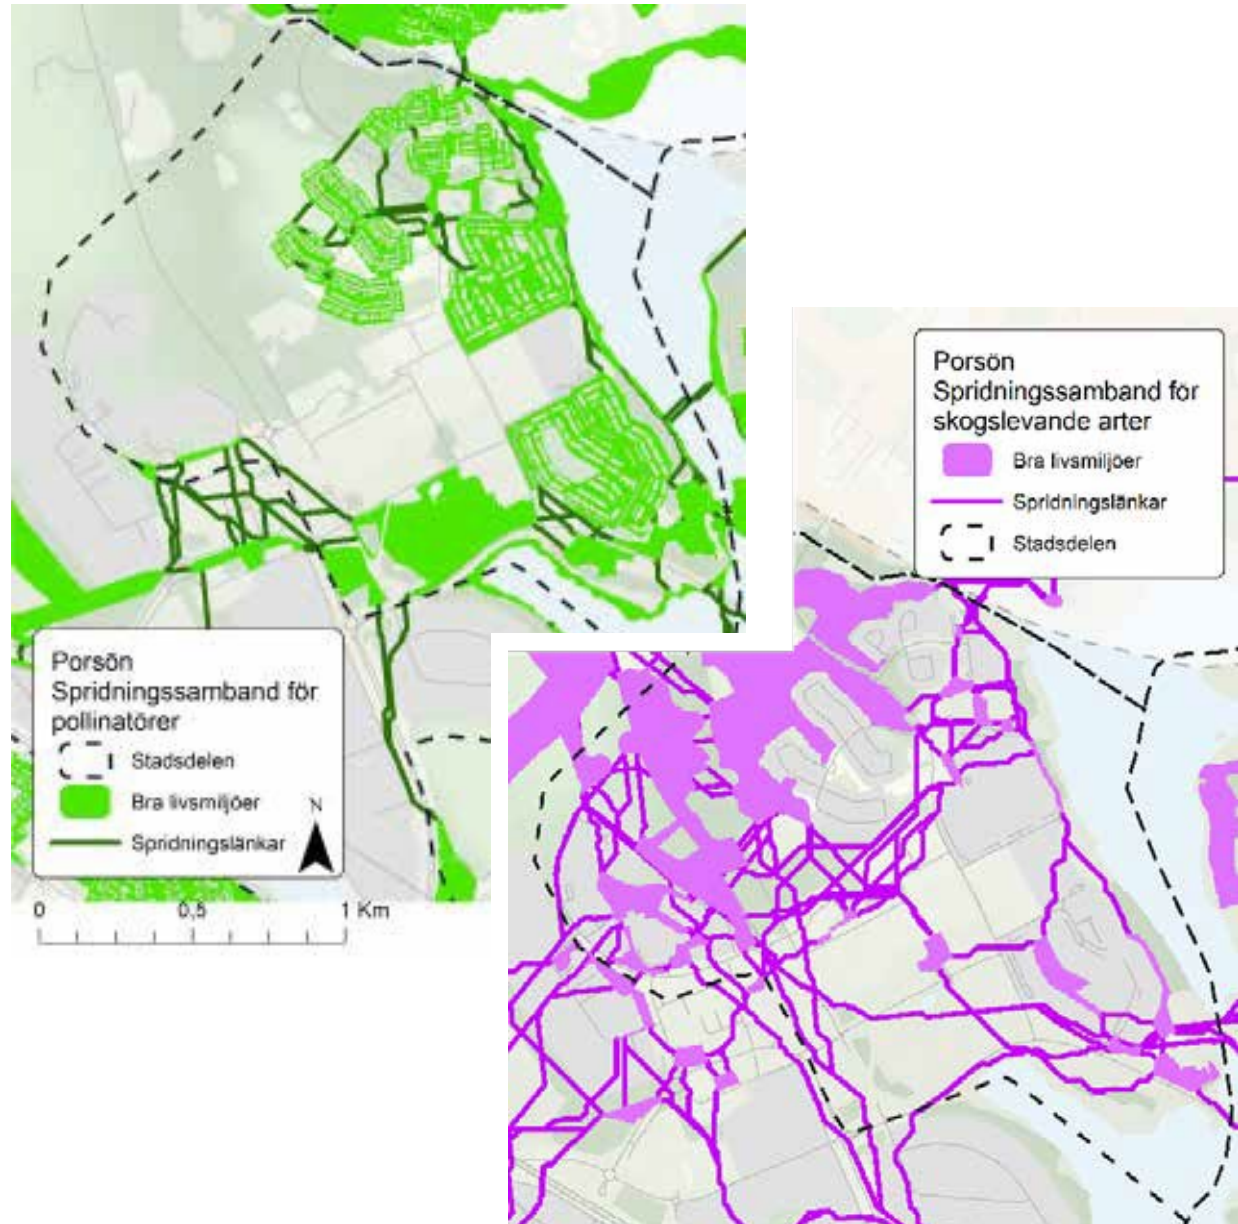 Porsön
Spridningssamband för
pollinatörer
Stadsdelen
Bra livsmiljöer
N
Spridningslänkar
0 0,5 1 Km
Porsön
Spridningssamband för
skogslevande arter
Bra livsmiljöer
Spridningslänkar
Stadsdelen